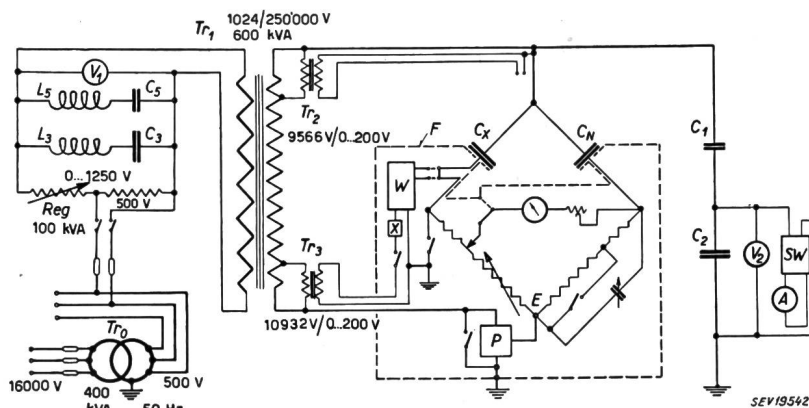 Tr1
1024/250'000 V
600 kVA
V1
L5
C5
L3
C3
0...1250 V
Reg
100 kVA
500 V
Tr2
9566 V/0...200 V
Tr3
10932 V/0...200 V
F
CX
CN
W
X
E
P
C1
C2
V2
SW
A
Tr0
16000 V
400
kVA
500 V
50 Hz
SEV19542